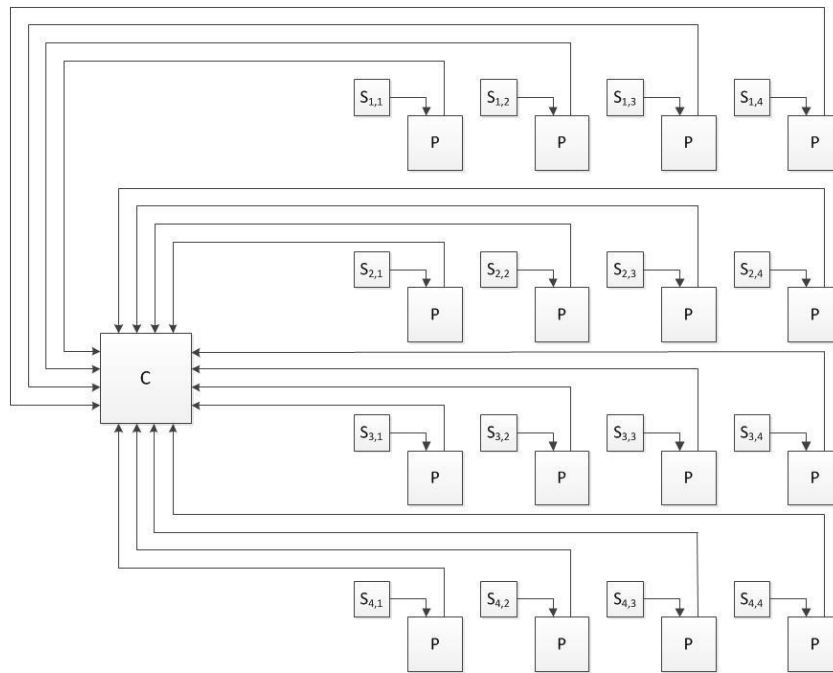 S1,1 S1,2 S1,3 S1,4
P P P P
S2,1 S2,2 S2,3 S2,4
P P P P
C
S3,1 S3,2 S3,3 S3,4
P P P P
S4,1 S4,2 S4,3 S4,4
P P P P